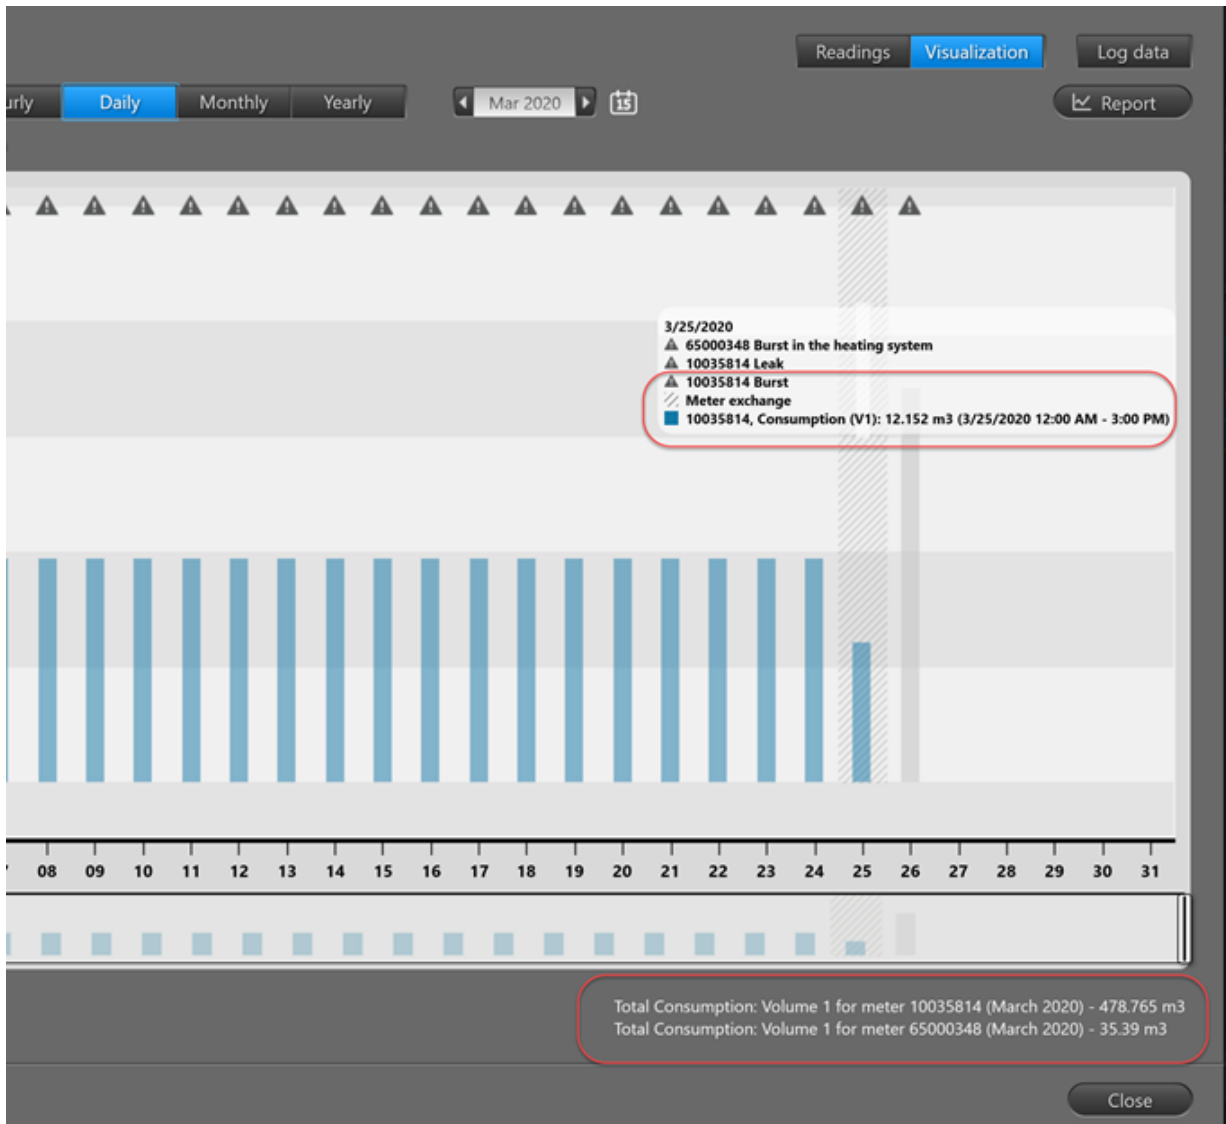 Readings Visualization Log data
urly Daily Monthly Yearly Mar 2020 15 Report
3/25/2020
65000348 Burst in the heating system
10035814 Leak
10035814 Burst
Meter exchange
10035814, Consumption (V1): 12.152 m3 (3/25/2020 12:00 AM - 3:00 PM)
08 09 10 11 12 13 14 15 16 17 18 19 20 21 22 23 24 25 26 27 28 29 30 31
Total Consumption: Volume 1 for meter 10035814 (March 2020) - 478.765 m3
Total Consumption: Volume 1 for meter 65000348 (March 2020) - 35.39 m3
Close